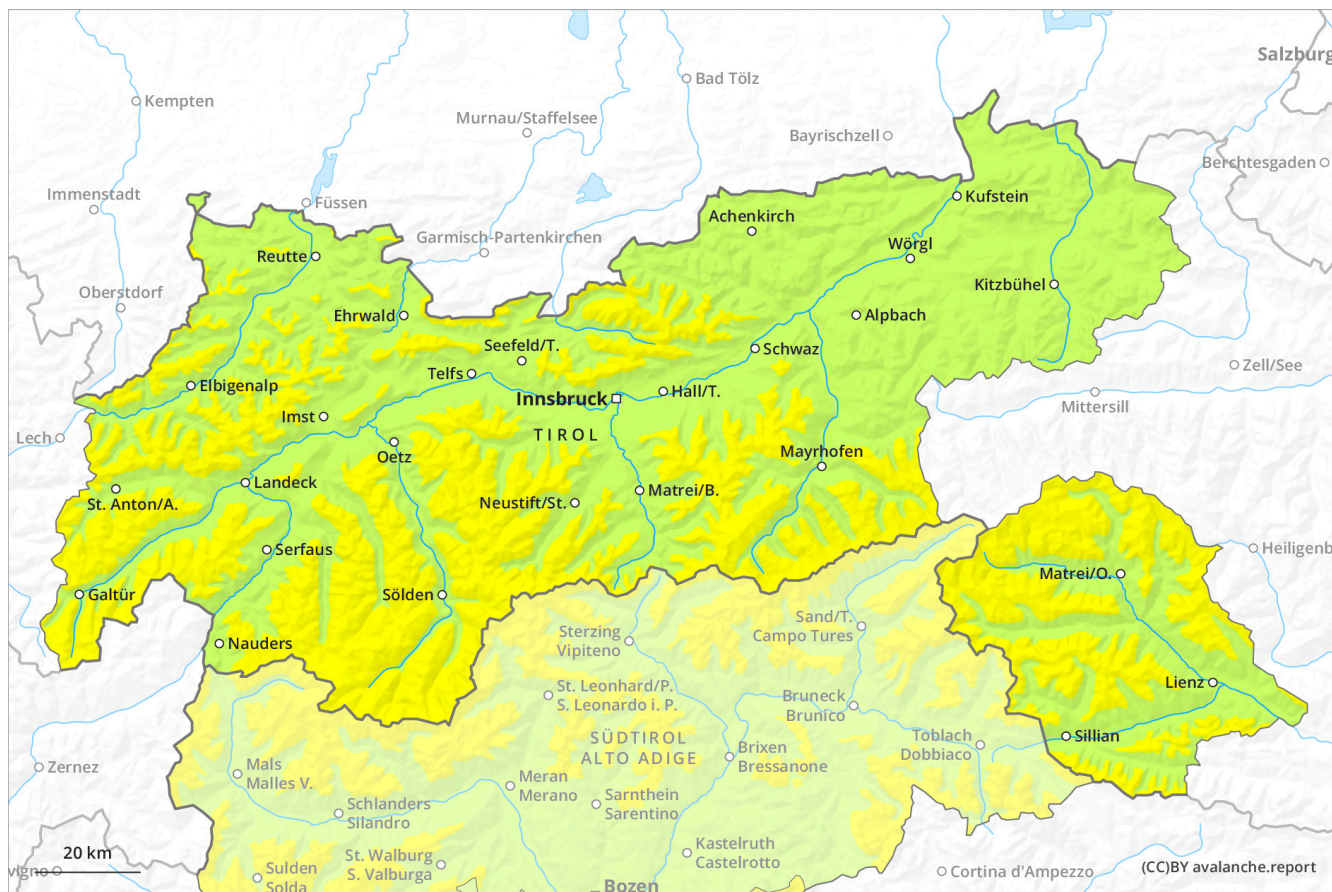 Salzburg
Bad Tölz
Kempten
Murnau/Staffelsee
Bayrischzell
Berchtesgaden
Immenstadt
Füssen
Kufstein
Achenkirch
Garmisch-Partenkirchen
Wörgl
Reutte
Kitzbühel
Oberstdorf
Ehrwald
Alpbach
Seefeld/T.
Schwaz
Zell/See
Telfs
Elbigenalp
Hall/T.
Innsbruck
Mittersill
Imst
TIROL
Lech
Oetz
Mayrhofen
Landeck
Matrei/B.
St. Anton/A.
Neustift/St.
Serfaus
Heiligenb
Matrei/O.
Galtür
Sölden
Sand/T.
Campo Tures
Sterzing
Vipiteno
Nauders
Lienz
St. Leonhard/P.
S. Leonardo i. P.
Bruneck
Brunico
Sillian
SÜDTIROL
ALTO ADIGE
Toblach
Dobbiaco
Brixen
Bressanone
Zernez
Mals
Malles V.
Meran
Merano
Sarnthein
Sarentino
Schlanders
Silandro
Kastelruth
Castelrotto
20 km
St. Walburg
S. Valburga
vigno
Sulden
Solda
Cortina d'Ampezzo
(CC)BY avalanche.report
Bozen